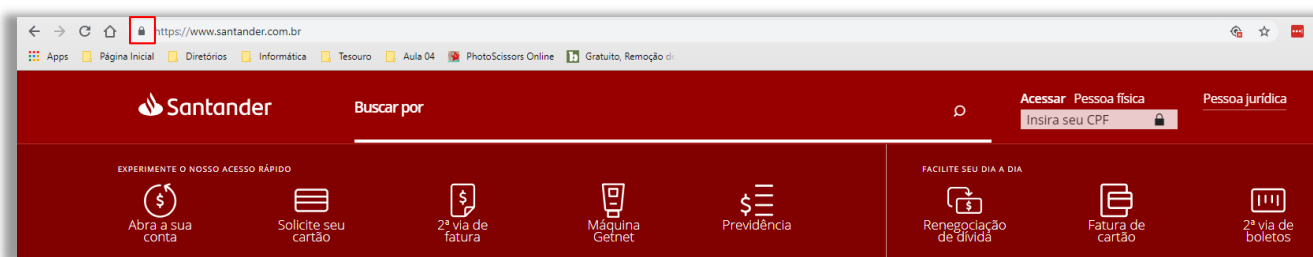 https://www.santander.com.br
Apps Página Inicial Diretórios Informática Tesouro Aula 04 PhotoScissors Online Gratuito, Remoção d
Santander
Buscar por
Acessar Pessoa física
Pessoa jurídica
Insira seu CPF
EXPERIMENTE O NOSSO ACESSO RÁPIDO
Abra a sua
conta
Solicite seu
cartão
2ª via de
fatura
Máquina
Getnet
Previdência
FACILITE SEU DIA A DIA
Renegociação
de dívida
Fatura de
cartão
2ª via de
boletos